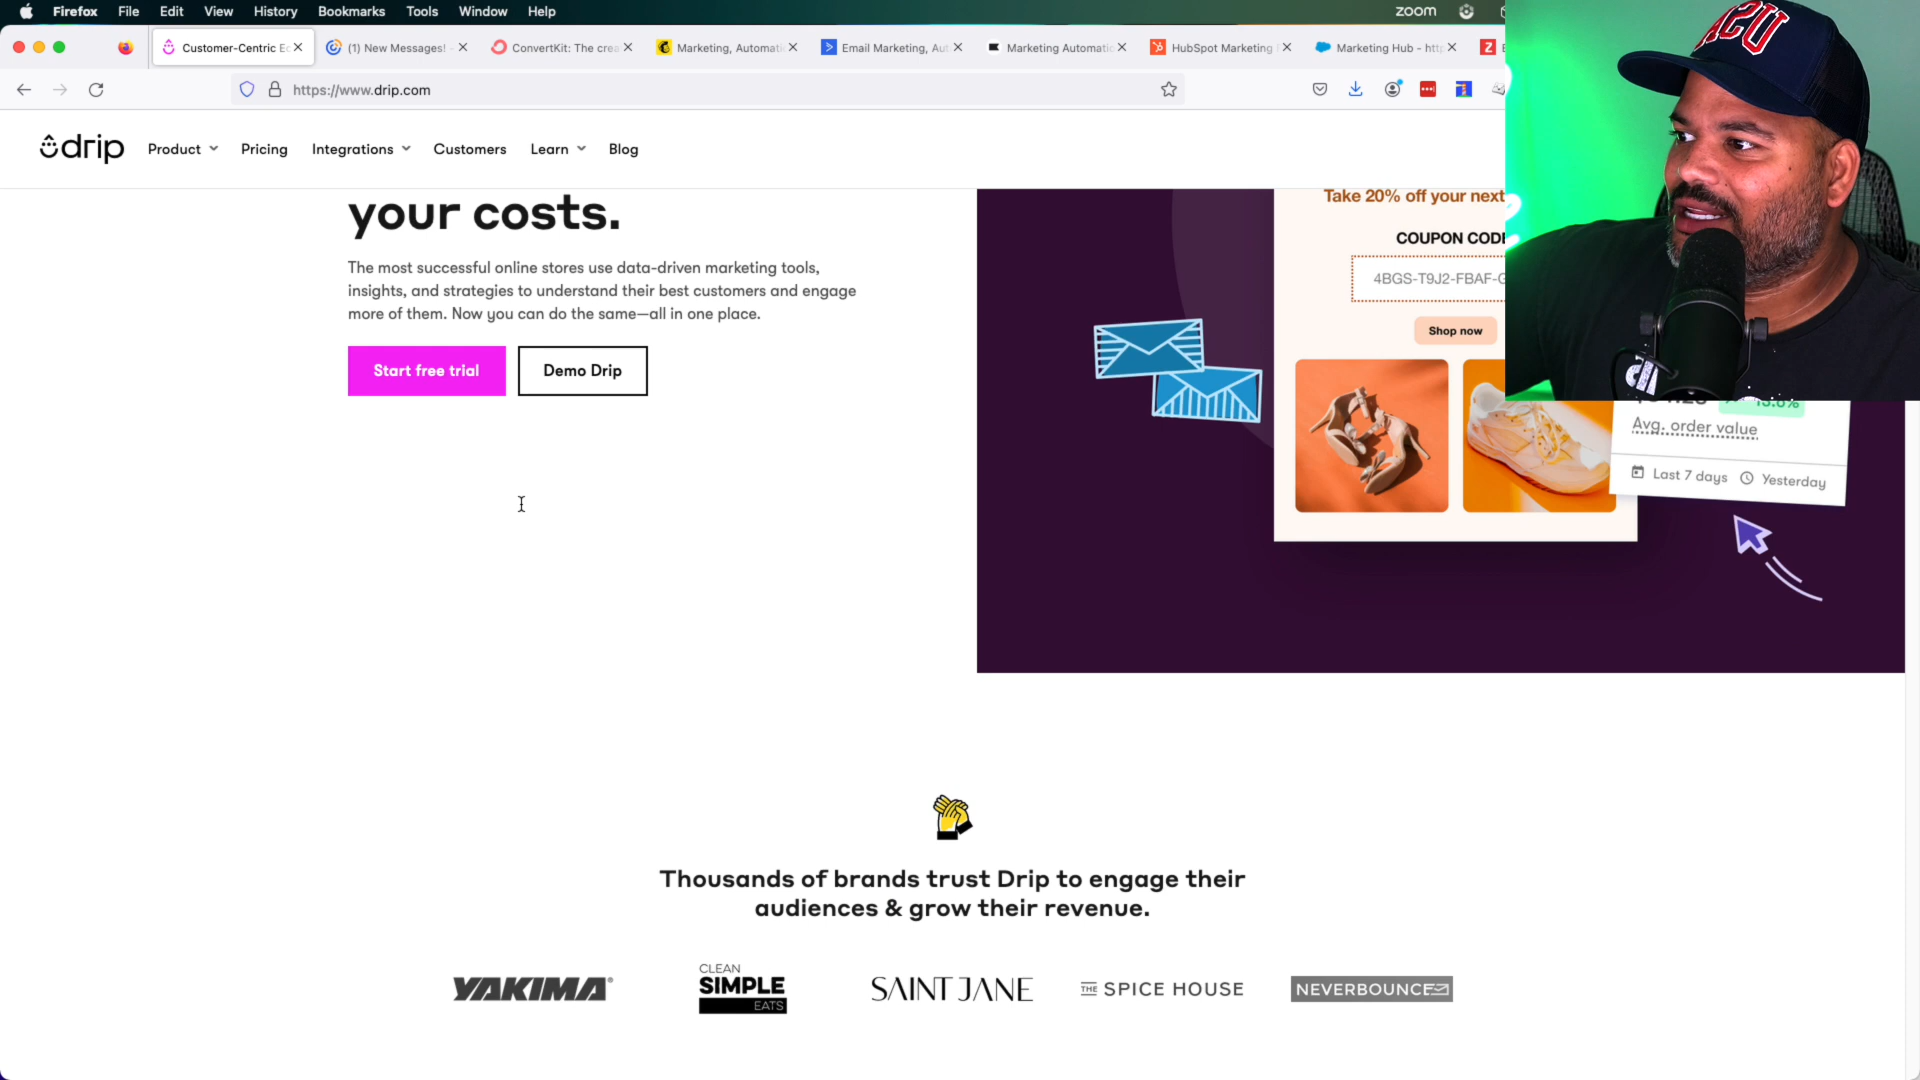 Firefox File Edit View History Bookmarks Tools Window Help
zoom
Customer-Centric Ec
(1) New Messages! -
ConvertKit: The crea
Marketing, Automati
Email Marketing, Aut
Marketing Automatic
HubSpot Marketing
Marketing Hub - http
https://www.drip.com
drip
Product
Pricing
Integrations
Customers
Learn
Blog
your costs.
The most successful online stores use data-driven marketing tools,
insights, and strategies to understand their best customers and engage
more of them. Now you can do the same—all in one place.
Start free trial
Demo Drip
Take 20% off your next
COUPON CODE
4BGS-T9J2-FBAF-G
Shop now
Avg. order value
Last 7 days
Yesterday
Thousands of brands trust Drip to engage their
audiences & grow their revenue.
YAKIMA®
CLEAN
SIMPLE
EATS
SAINT JANE
THE SPICE HOUSE
NEVERBOUNCE